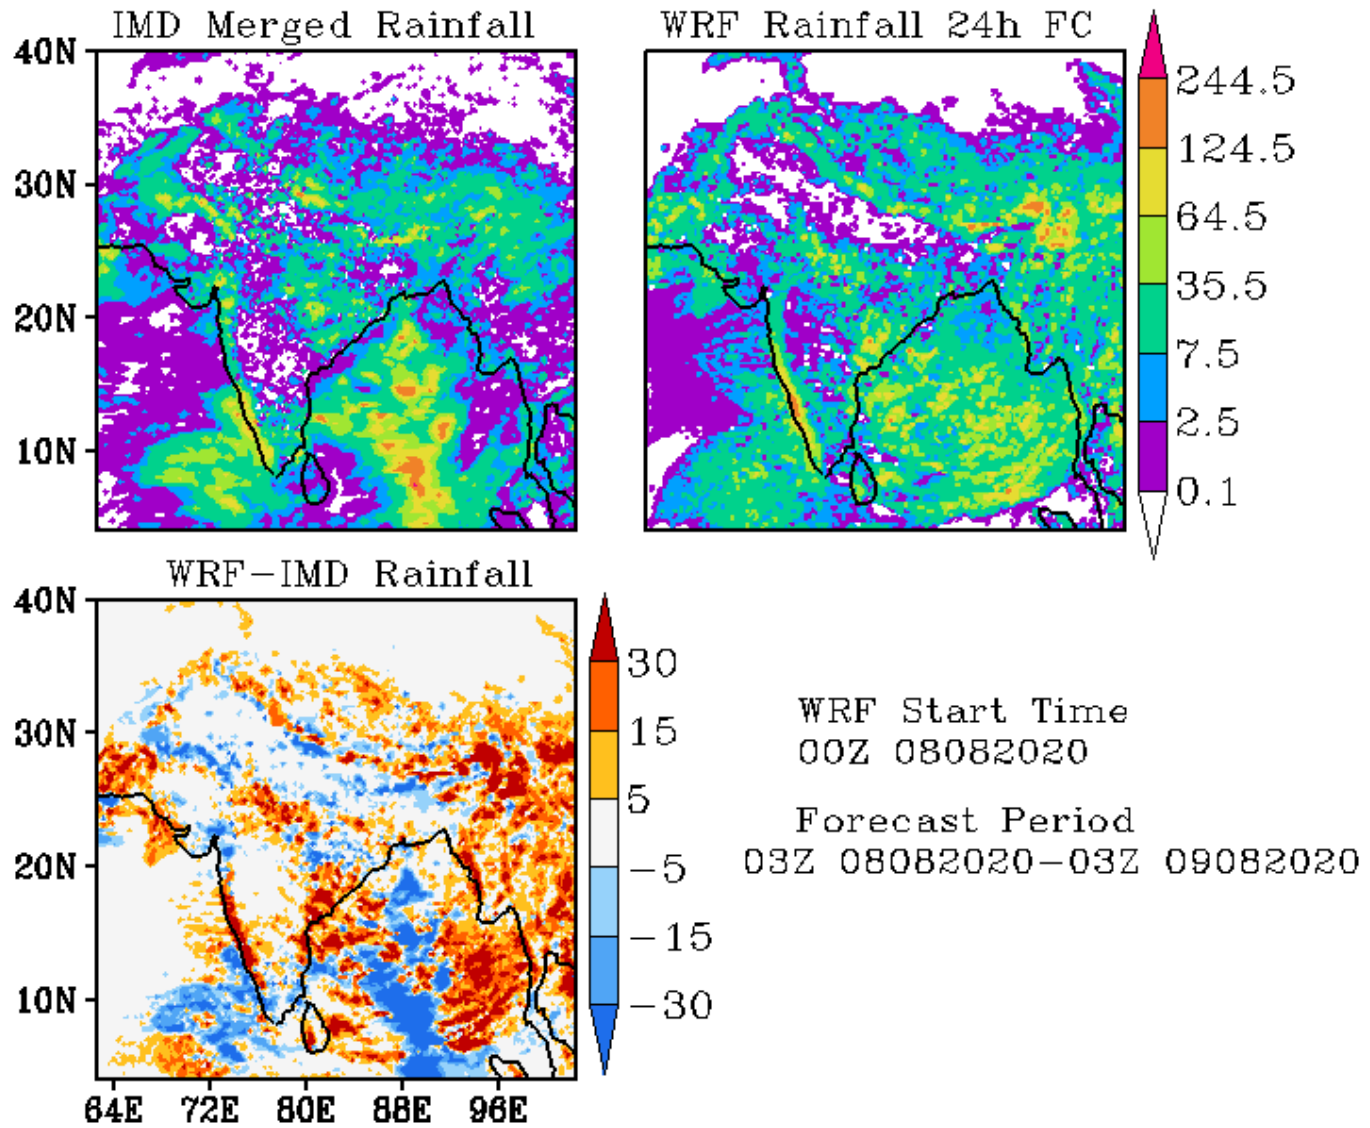 IMD Merged Rainfall
WRF Rainfall 24h FC
40N
30N
20N
10N
244.5
124.5
64.5
35.5
7.5
2.5
0.1
WRF-IMD Rainfall
40N
30N
20N
10N
64E 72E 80E 88E 96E
30
15
5
-5
-15
-30
WRF Start Time
00Z 08082020
Forecast Period
03Z 08082020-03Z 09082020